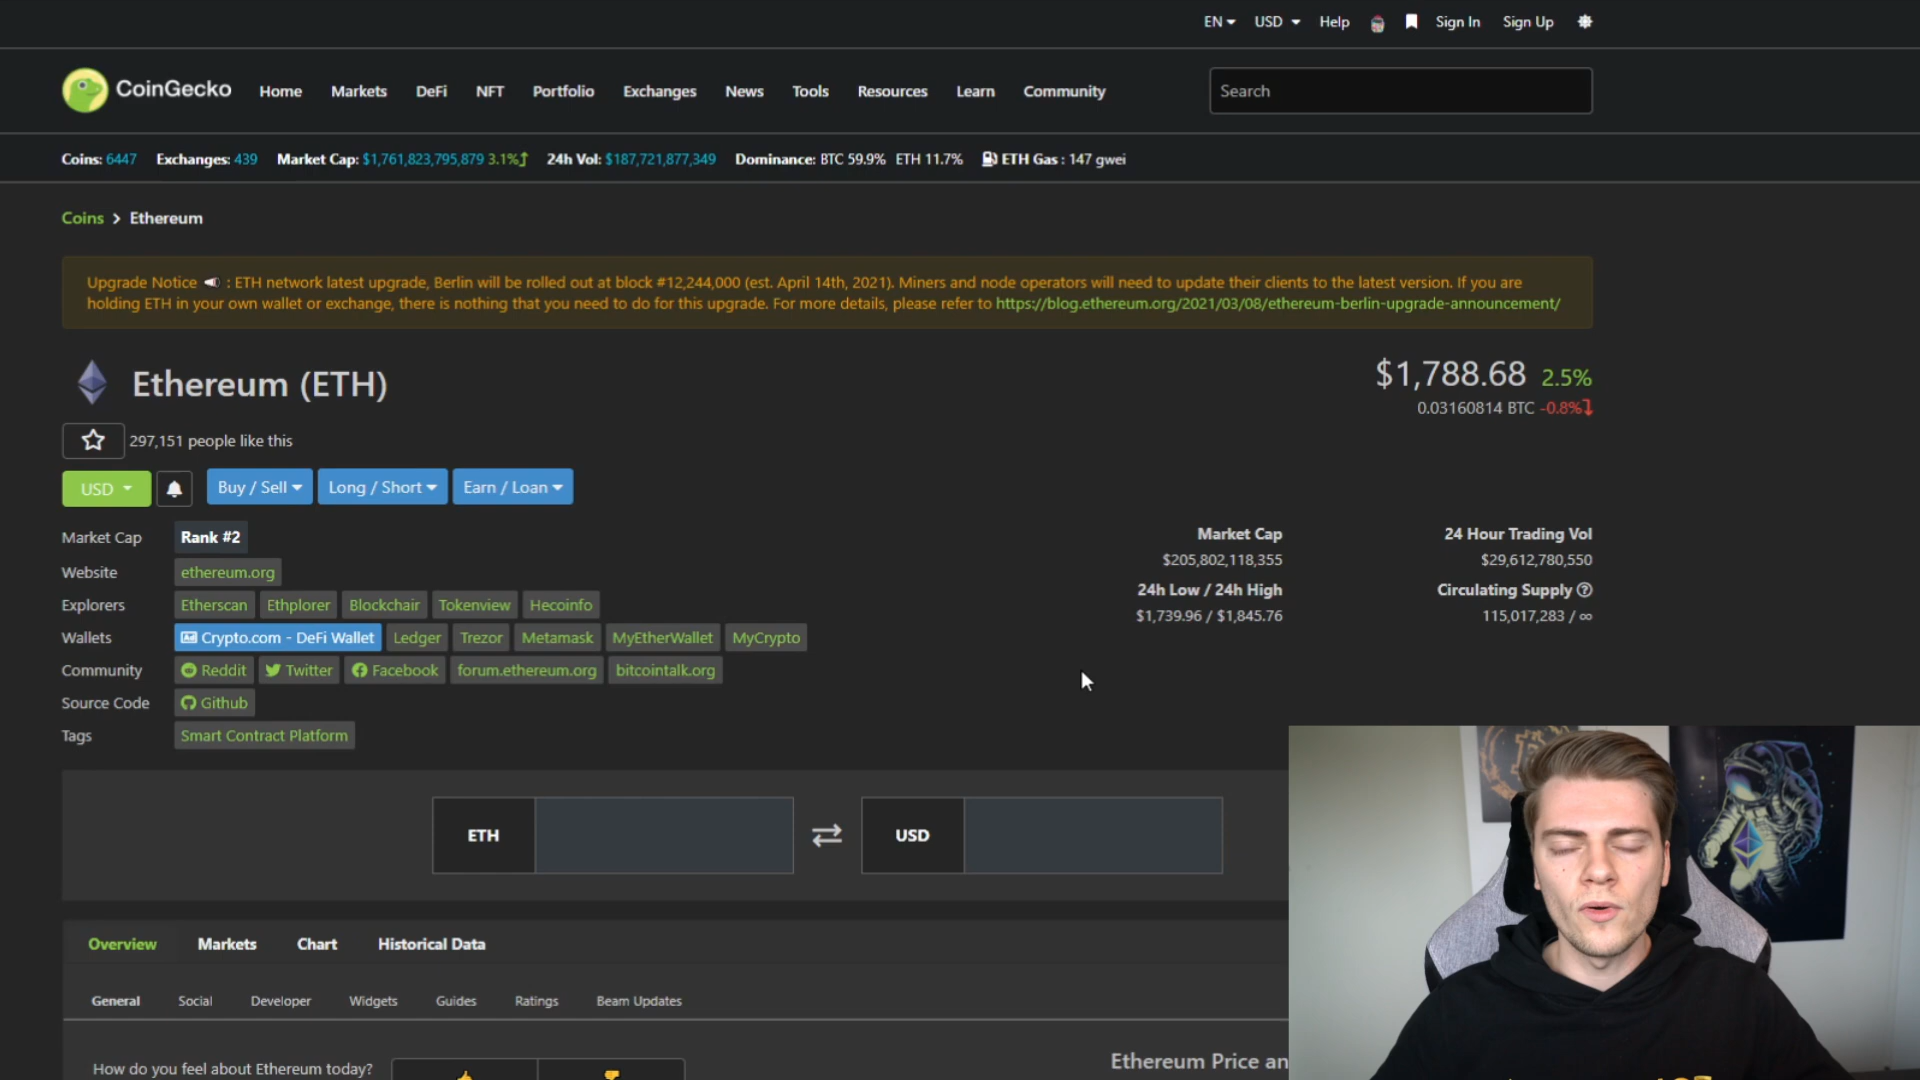 EN USD Help Sign In Sign Up
CoinGecko Home Markets DeFi NFT Portfolio Exchanges News Tools Resources Learn Community Search
Coins: 6447 Exchanges: 439 Market Cap: $1,761,823,795,879 3.1% 24h Vol: $187,721,877,349 Dominance: BTC 59.9% ETH 11.7% ETH Gas : 147 gwei
Coins > Ethereum
Upgrade Notice : ETH network latest upgrade, Berlin will be rolled out at block #12,244,000 (est. April 14th, 2021). Miners and node operators will need to update their clients to the latest version. If you are
holding ETH in your own wallet or exchange, there is nothing that you need to do for this upgrade. For more details, please refer to https://blog.ethereum.org/2021/03/08/ethereum-berlin-upgrade-announcement/
Ethereum (ETH)
$1,788.68 2.5%
0.03160814 BTC -0.8%
297,151 people like this
USD Buy / Sell Long / Short Earn / Loan
Market Cap Rank #2
Website ethereum.org
Explorers Etherscan Ethplorer Blockchair Tokenview Hecoinfo
Wallets Ad Crypto.com - DeFi Wallet Ledger Trezor Metamask MyEtherWallet MyCrypto
Community Reddit Twitter Facebook forum.ethereum.org bitcointalk.org
Source Code Github
Tags Smart Contract Platform
Market Cap 24 Hour Trading Vol
$205,802,118,355 $29,612,780,550
24h Low / 24h High Circulating Supply
$1,739.96 / $1,845.76 115,017,283 / ∞
ETH USD
Overview Markets Chart Historical Data
General Social Developer Widgets Guides Ratings Beam Updates
How do you feel about Ethereum today?
Ethereum Price an